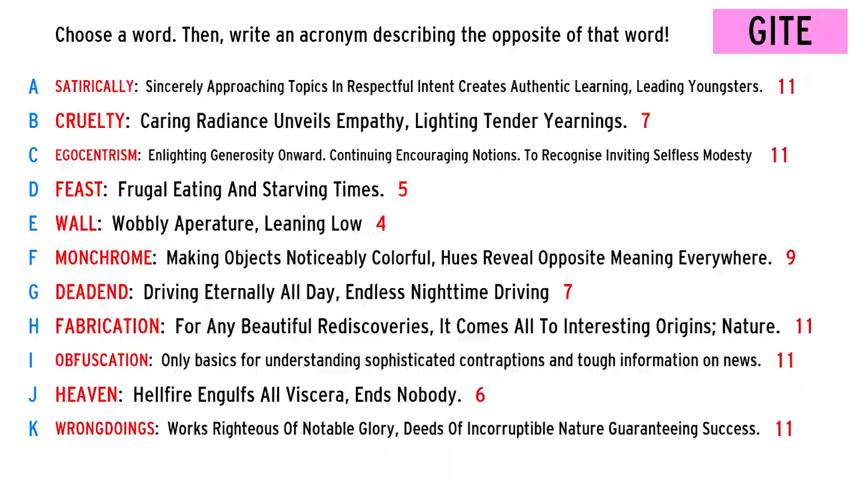 Choose a word. Then, write an acronym describing the opposite of that word!
GITE
A SATIRICALLY: Sincerely Approaching Topics In Respectful Intent Creates Authentic Learning, Leading Youngsters. 11
B CRUELTY: Caring Radiance Unveils Empathy, Lighting Tender Yearnings. 7
C EGOCENTRISM: Enlighting Generosity Onward. Continuing Encouraging Notions. To Recognise Inviting Selfless Modesty 11
D FEAST: Frugal Eating And Starving Times. 5
E WALL: Wobbly Aperature, Leaning Low 4
F MONCHROME: Making Objects Noticeably Colorful, Hues Reveal Opposite Meaning Everywhere. 9
G DEADEND: Driving Eternally All Day, Endless Nighttime Driving 7
H FABRICATION: For Any Beautiful Rediscoveries, It Comes All To Interesting Origins; Nature. 11
I OBFUSCATION: Only basics for understanding sophisticated contraptions and tough information on news. 11
J HEAVEN: Hellfire Engulfs All Viscera, Ends Nobody. 6
K WRONGDOINGS: Works Righteous Of Notable Glory, Deeds Of Incorruptible Nature Guaranteeing Success. 11